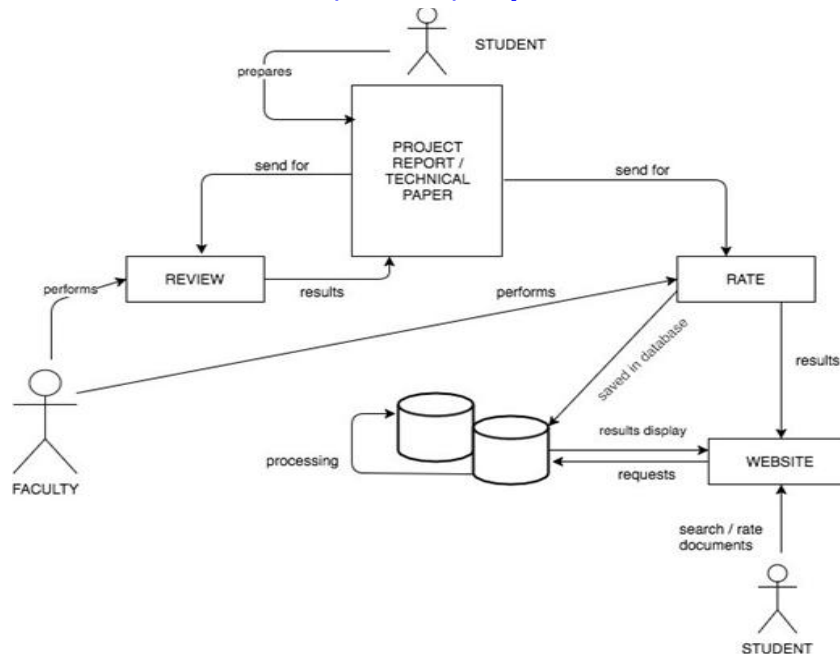 STUDENT
prepares
PROJECT
REPORT /
TECHNICAL
PAPER
send for
send for
REVIEW
results
performs
performs
RATE
saved in database
results
FACULTY
processing
results display
requests
WEBSITE
search / rate
documents
STUDENT